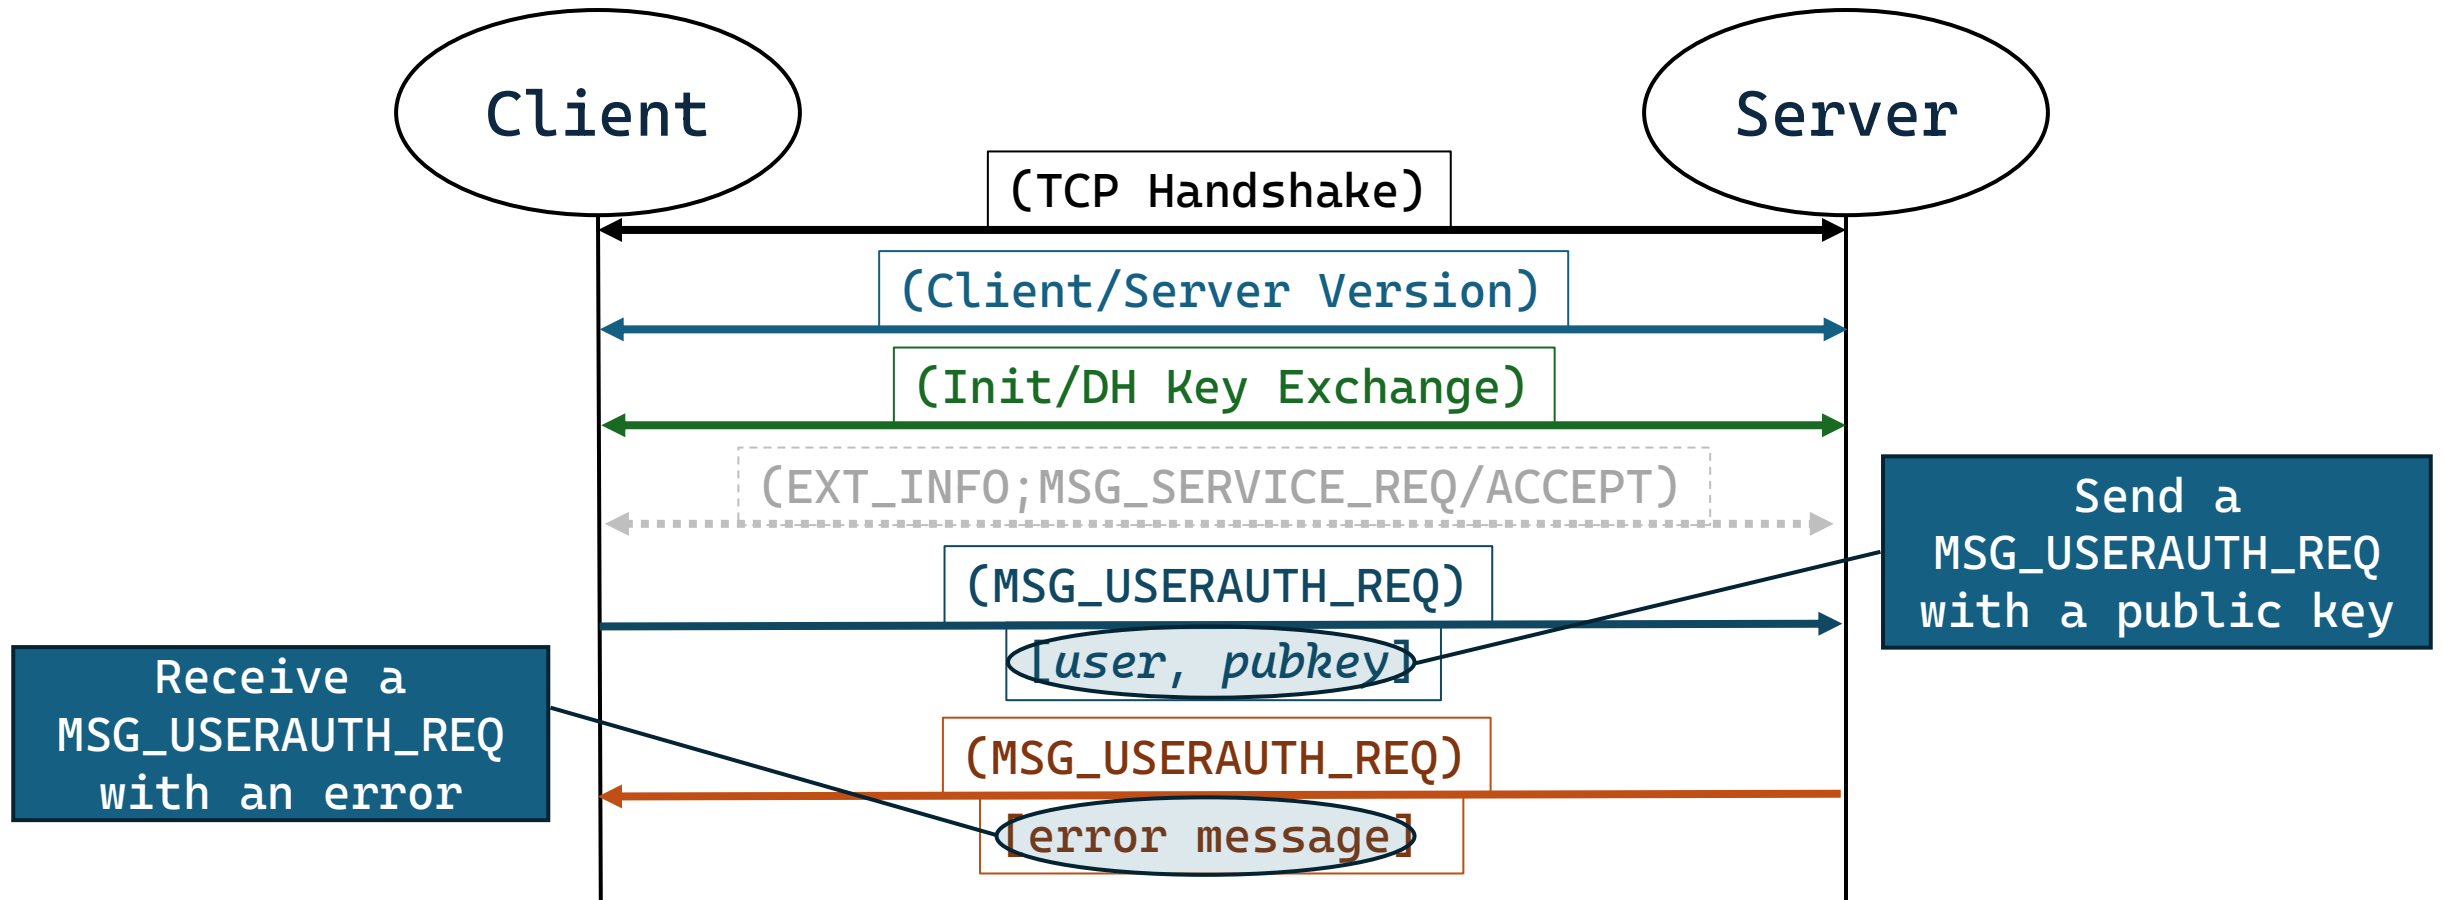 Client
Server
(TCP Handshake)
(Client/Server Version)
(Init/DH Key Exchange)
(EXT_INFO;MSG_SERVICE_REQ/ACCEPT)
Send a
MSG_USERAUTH_REQ
with a public key
(MSG_USERAUTH_REQ)
[user, pubkey]
Receive a
MSG_USERAUTH_REQ
with an error
(MSG_USERAUTH_REQ)
[error message]